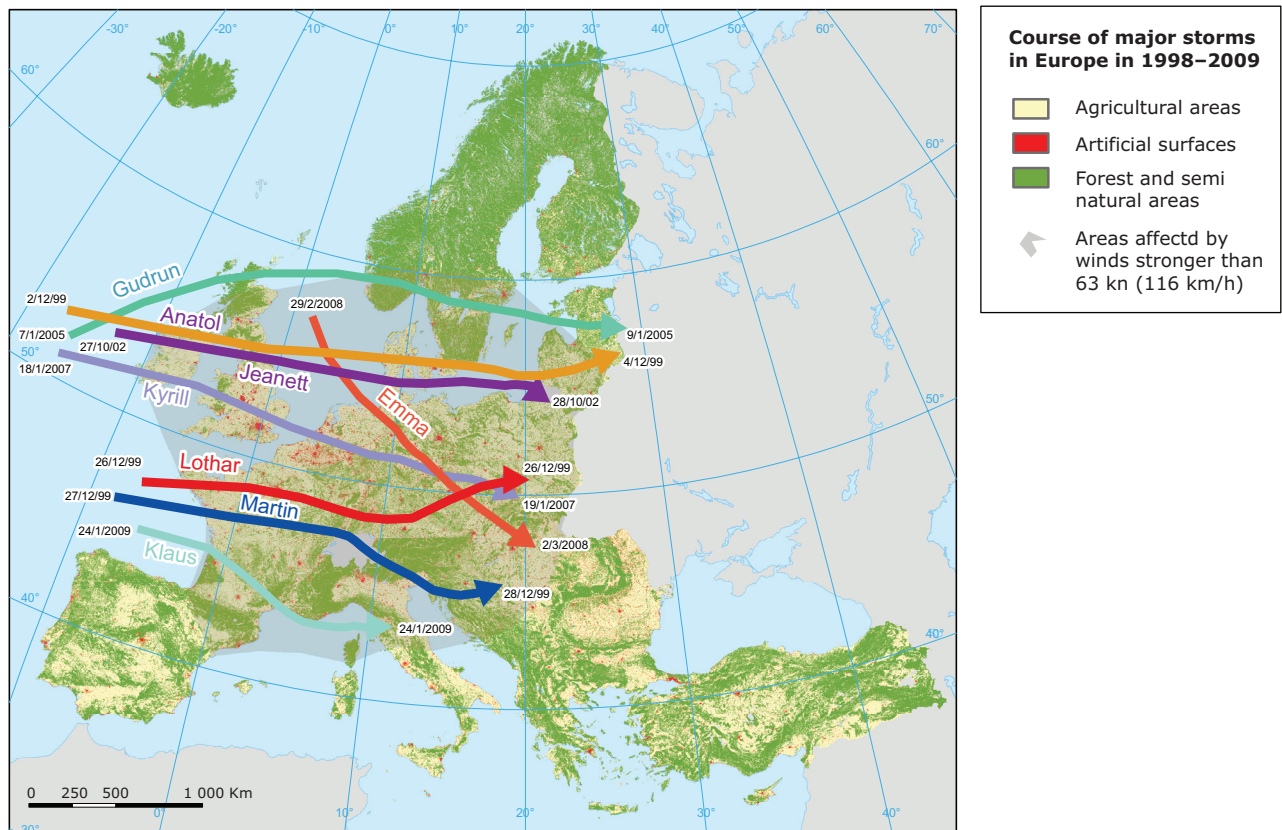 -30°
-20°
-10°
0°
10°
20°
30°
40°
50°
60°
70°
60°
60°
50°
50°
40°
40°
30°
0°
10°
20°
30°
40°
Gudrun
2/12/99
29/2/2008
Anatol
7/1/2005
27/10/02
9/1/2005
18/1/2007
Jeanett
4/12/99
Kyrill
Emma
28/10/02
Lothar
26/12/99
26/12/99
27/12/99
Martin
19/1/2007
24/1/2009
Klaus
2/3/2008
28/12/99
24/1/2009
0 250 500 1 000 Km
Course of major storms
in Europe in 1998–2009
Agricultural areas
Artificial surfaces
Forest and semi
natural areas
Areas affectd by
winds stronger than
63 kn (116 km/h)